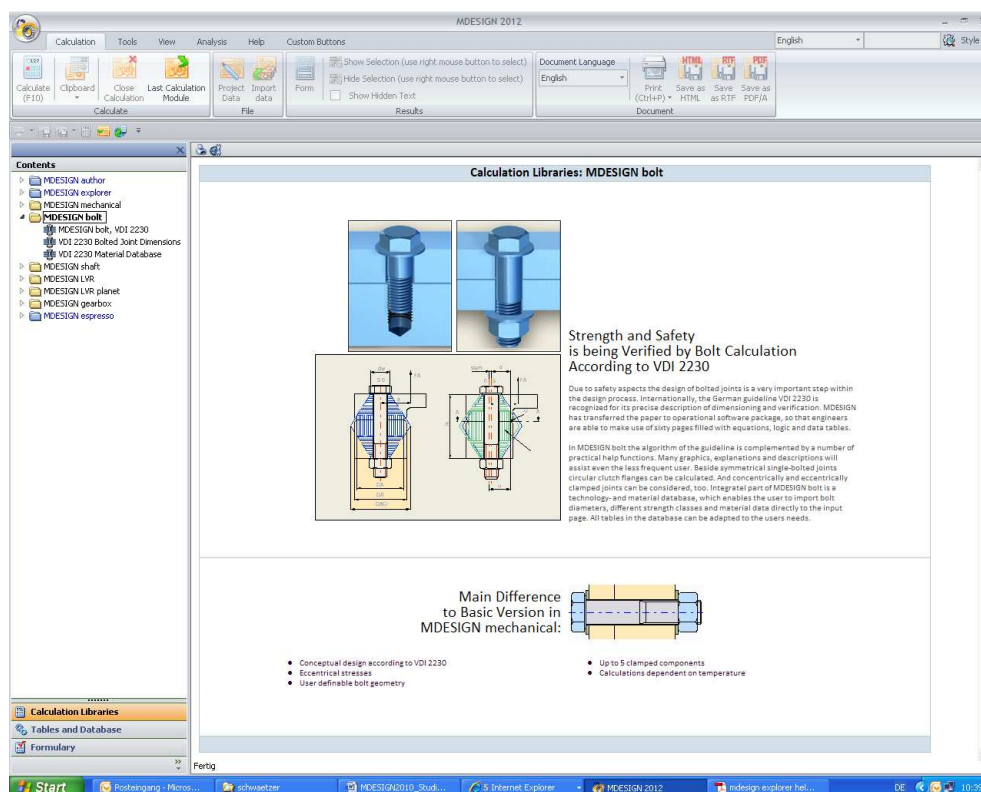 MDESIGN 2012
Calculation Tools View Analysis Help Custom Buttons English Style
Calculate (F10)
Clipboard
Close Calculation
Last Calculation Module
Calculate
Project Data
Import data
File
Form
Show Selection (use right mouse button to select)
Hide Selection (use right mouse button to select)
Show Hidden Text
Results
Document Language
English
Print (Ctrl+P)
HTML
Save as HTML
RTF
Save as RTF
PDF
Save as PDF/A
Document
Contents
MDESIGN author
MDESIGN explorer
MDESIGN mechanical
MDESIGN bolt
MDESIGN bolt, VDI 2230
VDI 2230 Bolted Joint Dimensions
VDI 2230 Material Database
MDESIGN shaft
MDESIGN LVR
MDESIGN LVR planet
MDESIGN gearbox
MDESIGN espresso
Calculation Libraries
Tables and Database
Formulary
Calculation Libraries: MDESIGN bolt
Strength and Safety
is being Verified by Bolt Calculation
According to VDI 2230
Due to safety aspects the design of bolted joints is a very important step within
the design process. Internationally, the German guideline VDI 2230 is
recognized for its precise description of dimensioning and verification. MDESIGN
has transferred the paper to operational software package, so that engineers
are able to make use of sixty pages filled with equations, logic and data tables.
In MDESIGN bolt the algorithm of the guideline is complemented by a number of
practical help functions. Many graphics, explanations and descriptions will
assist even the less frequent user. Beside symmetrical single-bolted joints
circular clutch flanges can be calculated. And concentrically and eccentrically
clamped joints can be considered, too. Integratel part of MDESIGN bolt is a
technology- and material database, which enables the user to import bolt
diameters, different strength classes and material data directly to the input
page. All tables in the database can be adapted to the users needs.
Main Difference
to Basic Version in
MDESIGN mechanical:
Conceptual design according to VDI 2230
Eccentrical stresses
User definable bolt geometry
Up to 5 clamped components
Calculations dependent on temperature
Fertig
Start Posteingang - Micros... schwaetzer MDESIGN2010_Studi... 5 Internet Explorer MDESIGN 2012 mdesign explorer hel... DE 10:39